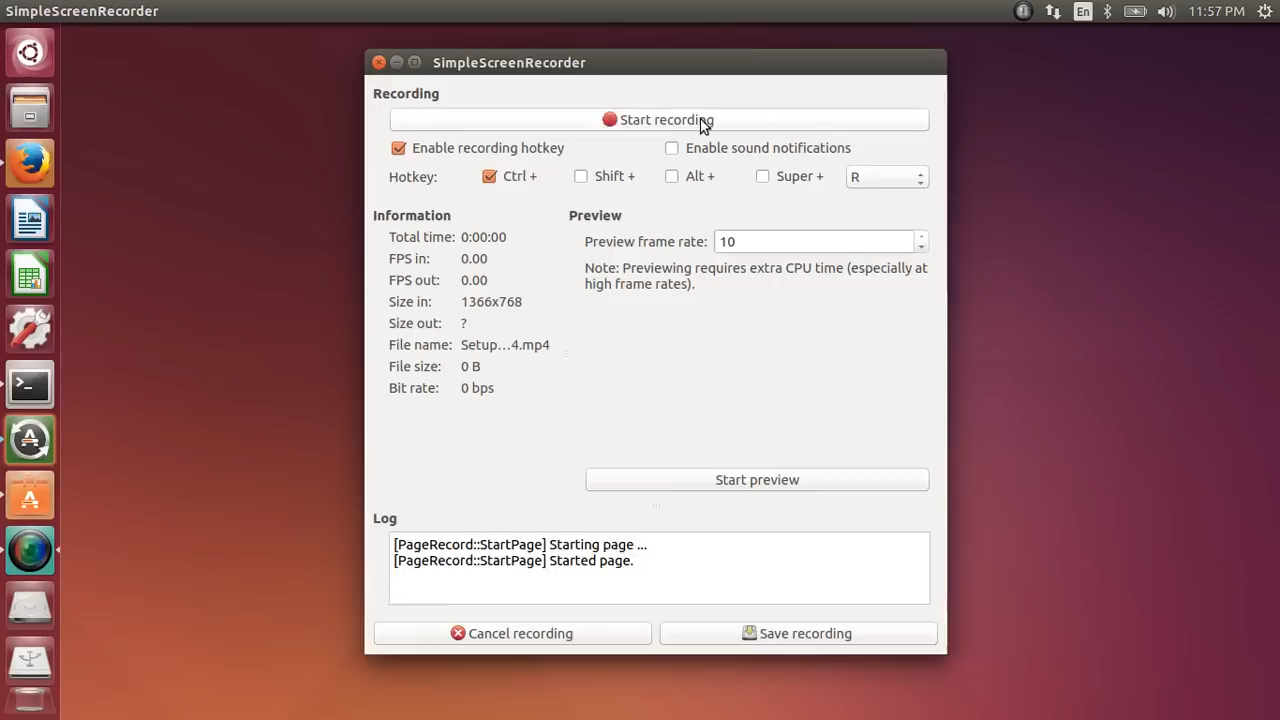 SimpleScreenRecorder
En
11:57 PM
SimpleScreenRecorder
Recording
Start recording
Enable recording hotkey
Enable sound notifications
Hotkey: Ctrl + Shift + Alt + Super + R
Information
Total time: 0:00:00
FPS in: 0.00
FPS out: 0.00
Size in: 1366x768
Size out: ?
File name: Setup...4.mp4
File size: 0 B
Bit rate: 0 bps
Preview
Preview frame rate: 10
Note: Previewing requires extra CPU time (especially at
high frame rates).
Start preview
Log
[PageRecord::StartPage] Starting page ...
[PageRecord::StartPage] Started page.
Cancel recording
Save recording